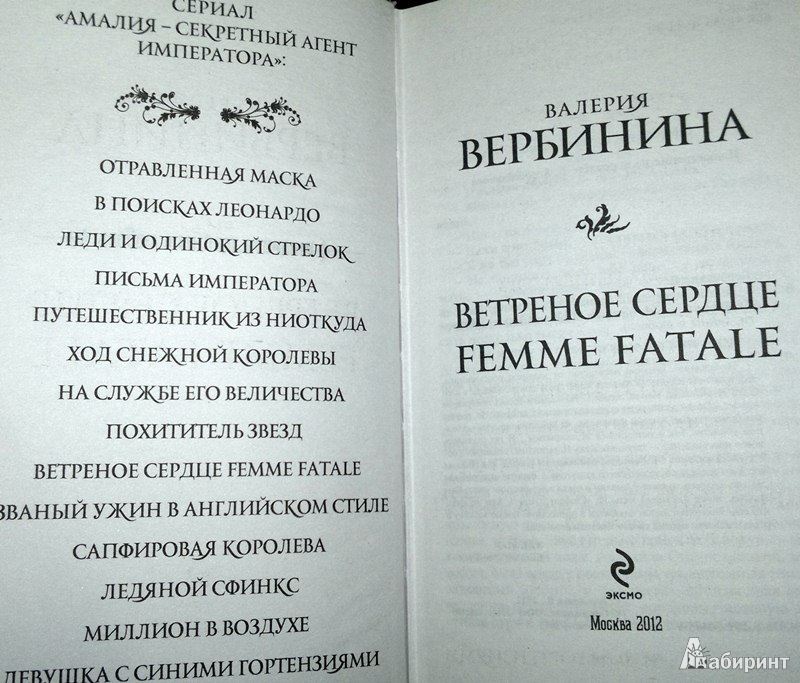 СЕРИАЛ
«АМАЛИЯ – СЕКРЕТНЫЙ АГЕНТ
ИМПЕРАТОРА»:
ОТРАВЛЕННАЯ МАСКА
В ПОИСКАХ ЛЕОНАРДО
ЛЕДИ И ОДИНОКИЙ СТРЕЛОК
ПИСЬМА ИМПЕРАТОРА
ПУТЕШЕСТВЕННИК ИЗ НИОТКУДА
ХОД СНЕЖНОЙ КОРОЛЕВЫ
НА СЛУЖБЕ ЕГО ВЕЛИЧЕСТВА
ПОХИТИТЕЛЬ ЗВЕЗД
ВЕТРЕНОЕ СЕРДЦЕ FEMME FATALE
ЗВАНЫЙ УЖИН В АНГЛИЙСКОМ СТИЛЕ
САПФИРОВАЯ КОРОЛЕВА
ЛЕДЯНОЙ СФИНКС
МИЛЛИОН В ВОЗДУХЕ
ДЕВУШКА С СИНИМИ ГОРТЕНЗИЯМИ
ВАЛЕРИЯ
ВЕРБИНИНА
ВЕТРЕНОЕ СЕРДЦЕ
FEMME FATALE
ЭКСМО
Москва 2012
Лабиринт